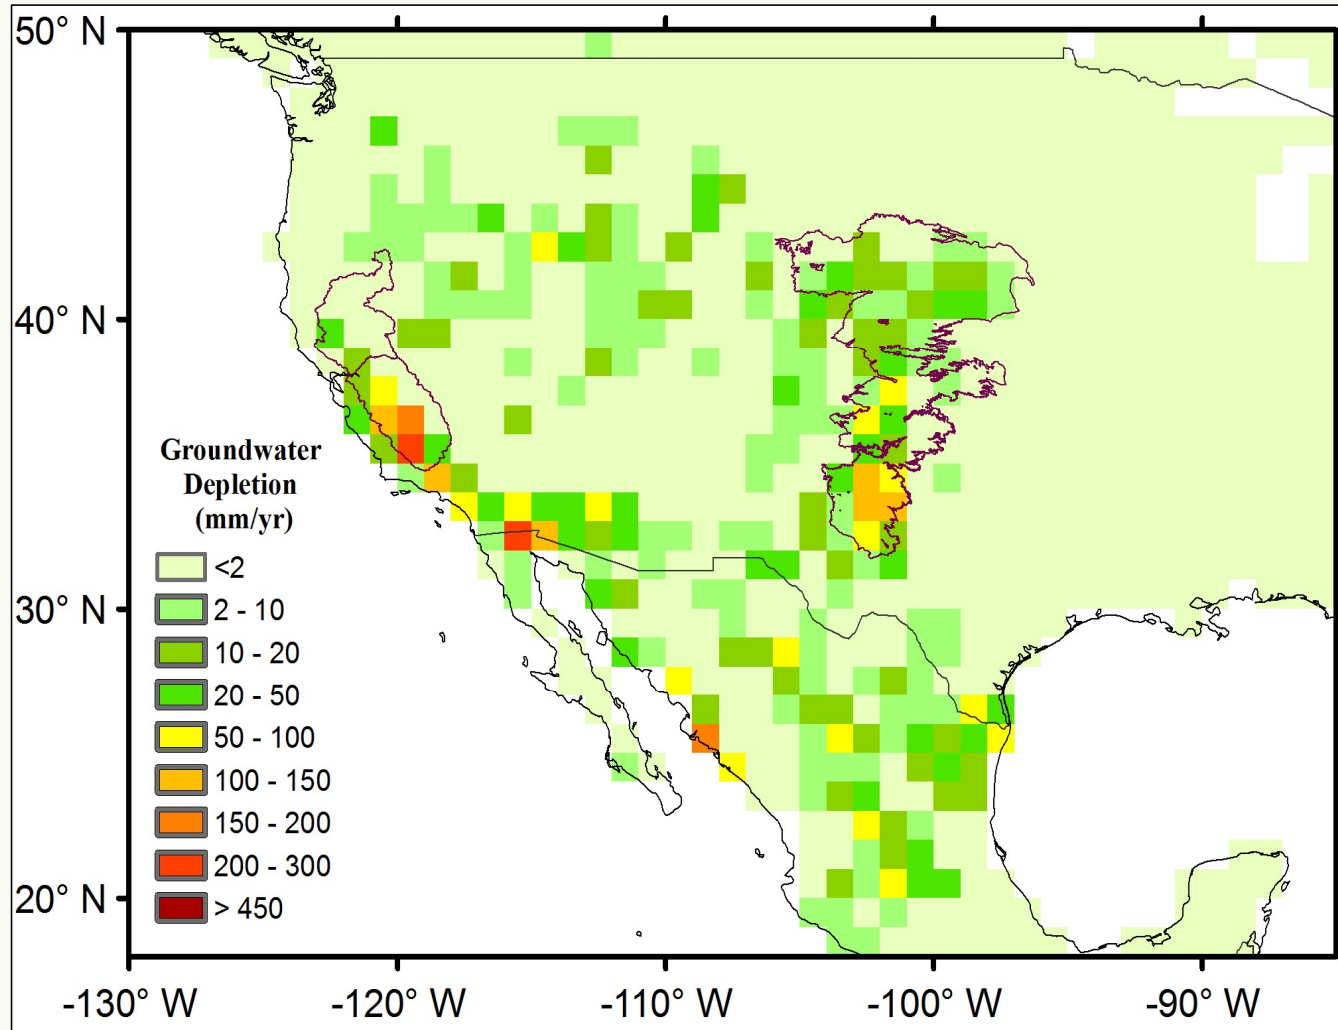 50° N
40° N
30° N
20° N
Groundwater
Depletion
(mm/yr)
<2
2 - 10
10 - 20
20 - 50
50 - 100
100 - 150
150 - 200
200 - 300
> 450
-130° W
-120° W
-110° W
-100° W
-90° W